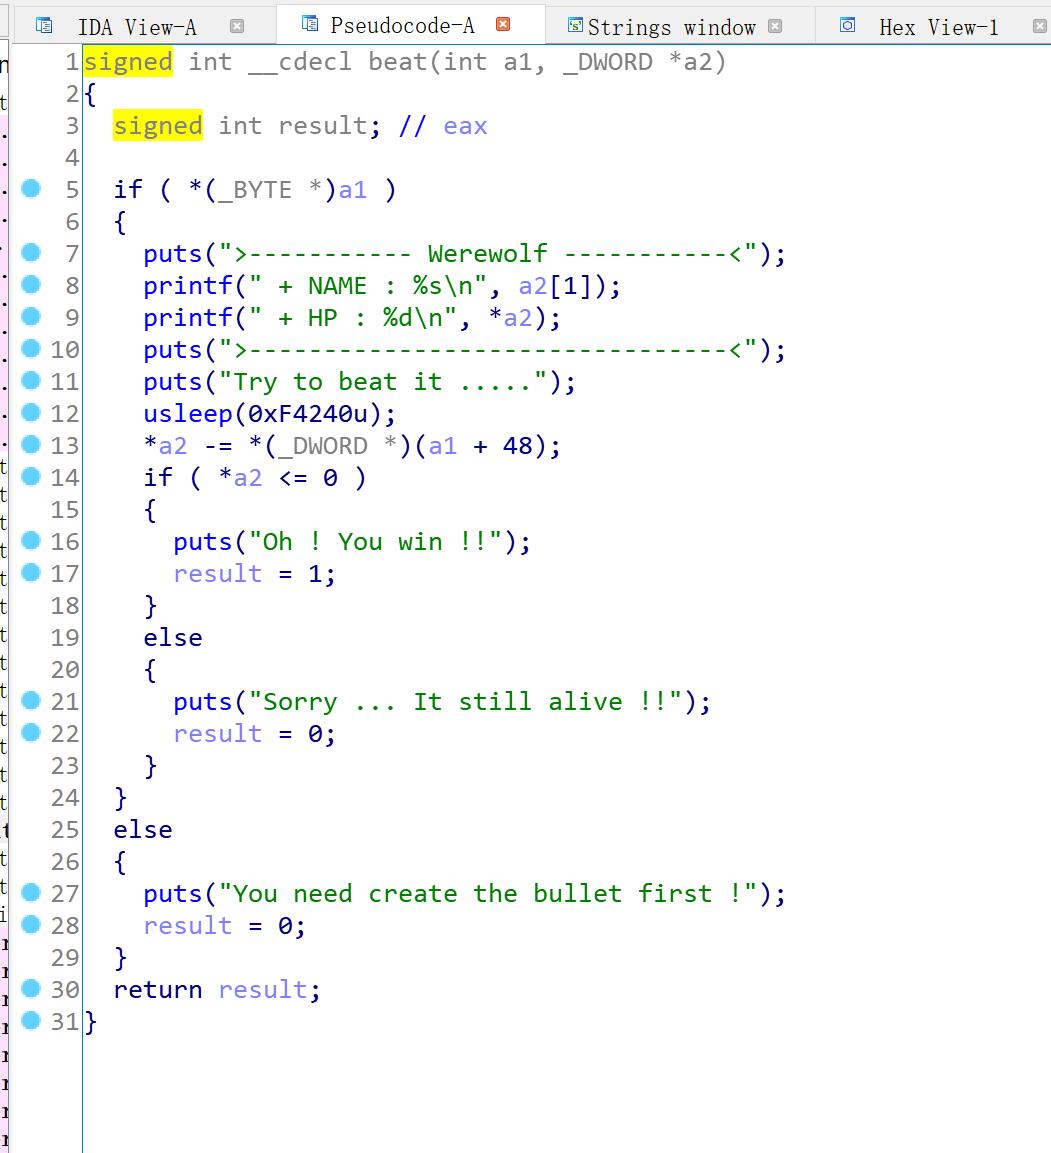 IDA View-A Pseudocode-A Strings window Hex View-1
1 signed int __cdecl beat(int a1, _DWORD *a2)
2 {
3   signed int result; // eax
4
5   if ( *(_BYTE *)a1 )
6   {
7     puts(">----------- Werewolf -----------<");
8     printf(" + NAME : %s\n", a2[1]);
9     printf(" + HP : %d\n", *a2);
10     puts(">--------------------------------<");
11     puts("Try to beat it .....");
12     usleep(0xF4240u);
13     *a2 -= *(_DWORD *)(a1 + 48);
14     if ( *a2 <= 0 )
15     {
16       puts("Oh ! You win !!");
17       result = 1;
18     }
19     else
20     {
21       puts("Sorry ... It still alive !!");
22       result = 0;
23     }
24   }
25   else
26   {
27     puts("You need create the bullet first !");
28     result = 0;
29   }
30   return result;
31 }